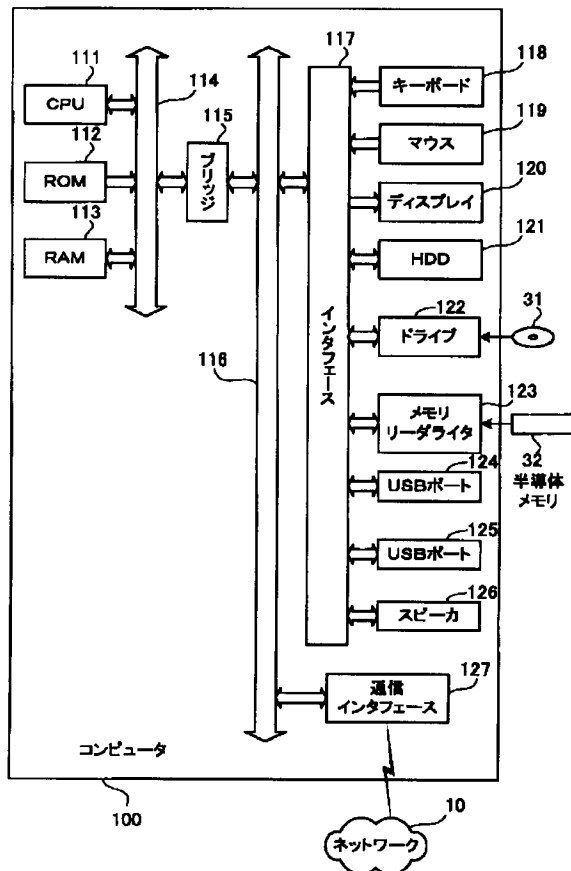 117
111
CPU
114
115
ブリッジ
112
ROM
113
RAM
116
インタフェース
キーボード
118
マウス
119
ディスプレイ
120
HDD
121
122
ドライブ
31
123
メモリ
リーダライタ
32
半導体
メモリ
124
USBポート
125
USBポート
126
スピーカ
127
通信
インタフェース
コンピュータ
100
10
ネットワーク